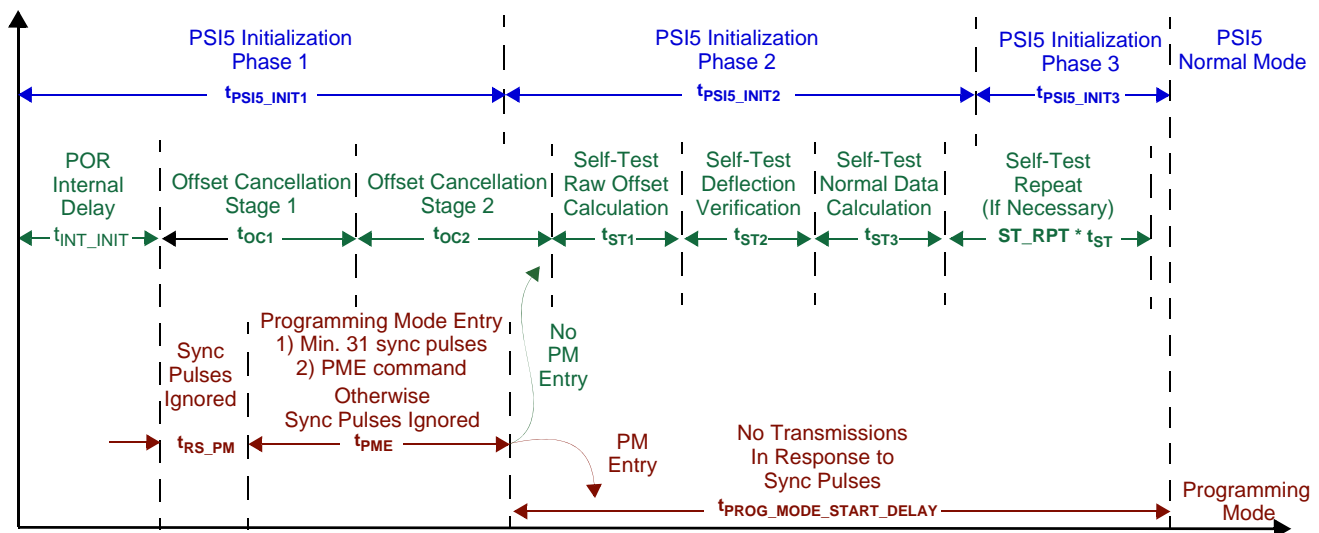 PSI5 Initialization
Phase 1
PSI5 Initialization
Phase 2
PSI5 Initialization
Phase 3
PSI5
Normal Mode
tPSI5_INIT1
tPSI5_INIT2
tPSI5_INIT3
POR
Internal
Delay
tINT_INIT
Offset Cancellation
Stage 1
tOC1
Offset Cancellation
Stage 2
tOC2
Self-Test
Raw Offset
Calculation
tST1
Self-Test
Deflection
Verification
tST2
Self-Test
Normal Data
Calculation
tST3
Self-Test
Repeat
(If Necessary)
ST_RPT * tST
Sync
Pulses
Ignored
tRS_PM
Programming Mode Entry
1) Min. 31 sync pulses
2) PME command
Otherwise
Sync Pulses Ignored
tPME
No
PM
Entry
PM
Entry
No Transmissions
In Response to
Sync Pulses
tPROG_MODE_START_DELAY
Programming
Mode